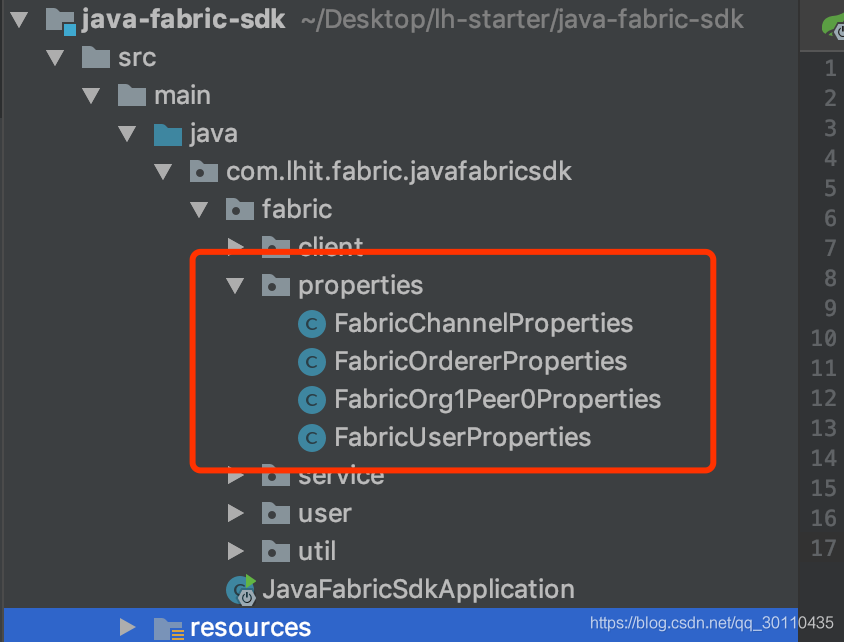 java-fabric-sdk ~/Desktop/lh-starter/java-fabric-sdk
src
main
java
com.lhit.fabric.javafabricsdk
fabric
client
properties
FabricChannelProperties
FabricOrdererProperties
FabricOrg1Peer0Properties
FabricUserProperties
service
user
util
JavaFabricSdkApplication
resources
1
2
3
4
5
6
7
8
9
10
11
12
13
14
15
16
17
https://blog.csdn.net/qq_30110435